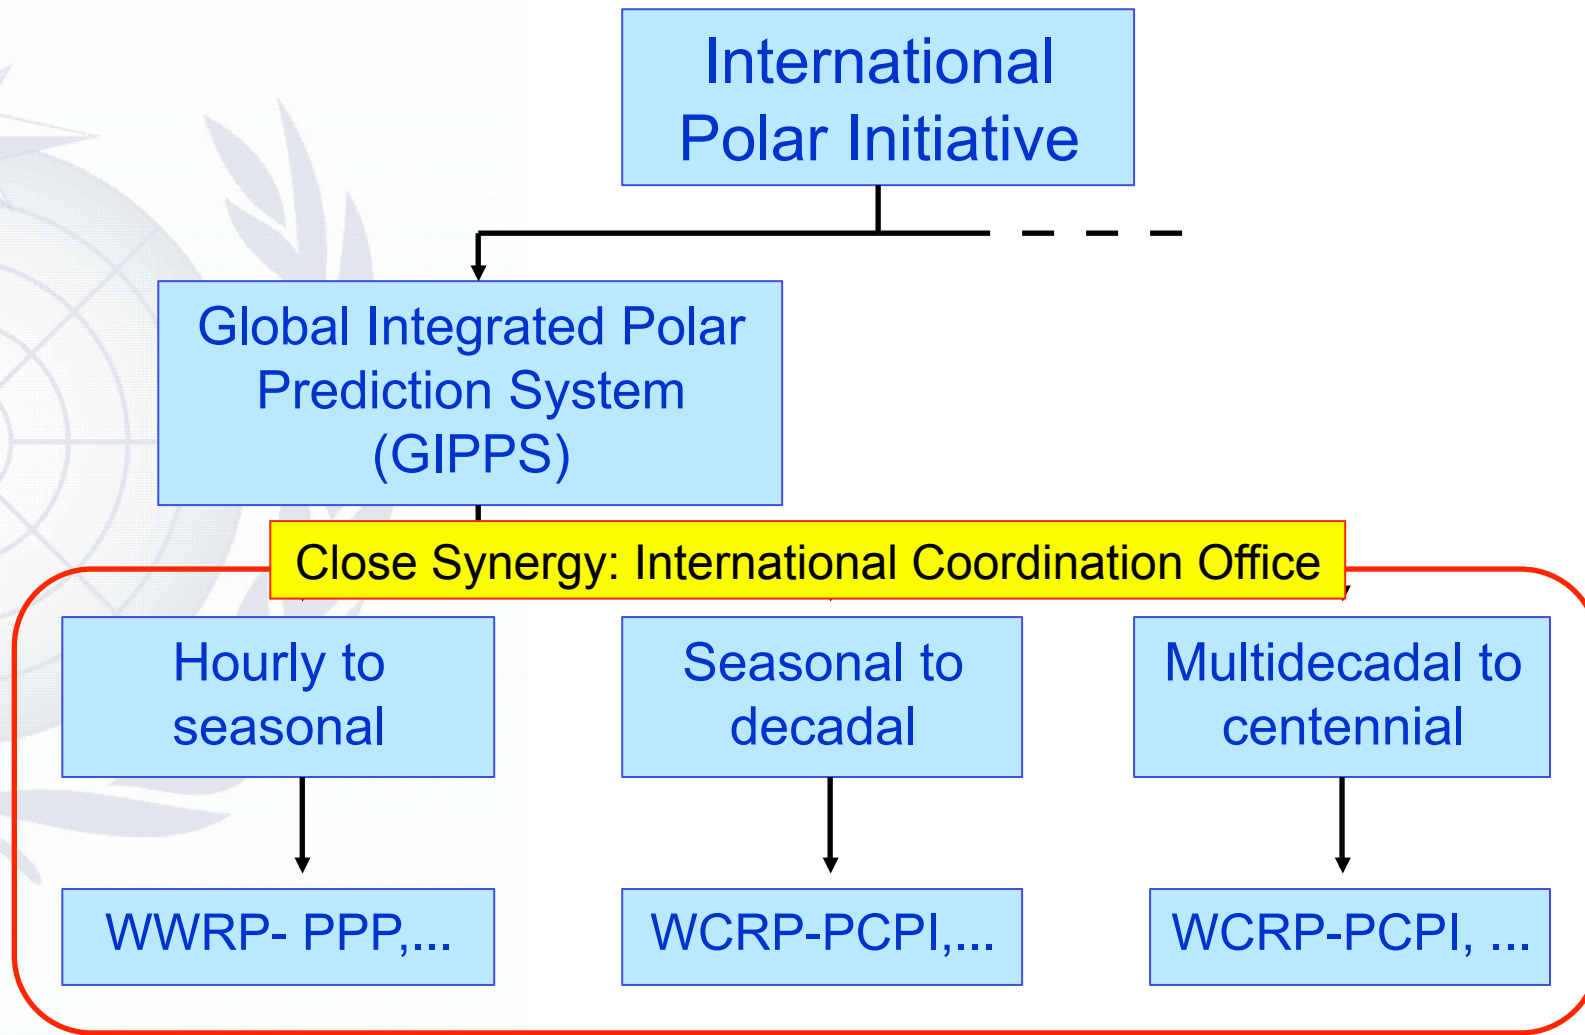 International
Polar Initiative
Global Integrated Polar
Prediction System
(GIPPS)
Close Synergy: International Coordination Office
Hourly to
seasonal
Seasonal to
decadal
Multidecadal to
centennial
WWRP- PPP,...
WCRP-PCPI,...
WCRP-PCPI, ...